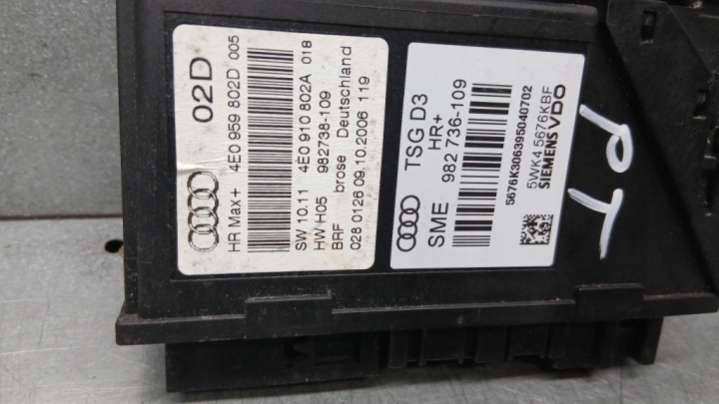 02D
HR Max+ 4E0 959 802D 005
SW 10.11 4E0 910 802A 018
HW H05 982738-109
BRF brose Deutschland
028 0126 09.10.2006 119
TSG D3
HR+
SME 982 736-109
5676K306395040702
5WK4 5676KBF
SIEMENS VDO
PT